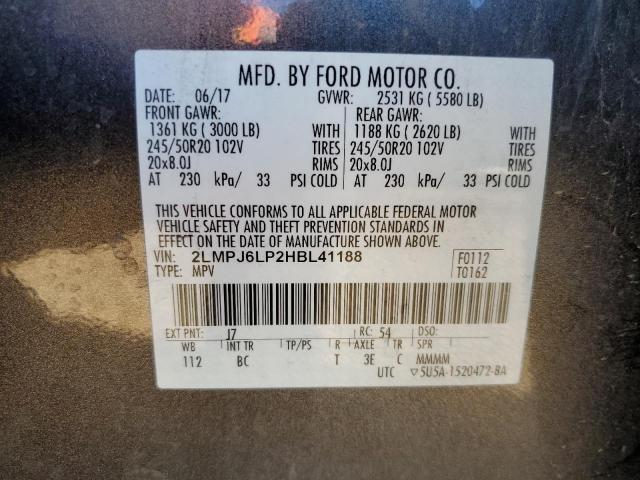 MFD. BY FORD MOTOR CO.
DATE: 06/17 GVWR: 2531 KG ( 5580 LB)
FRONT GAWR: REAR GAWR:
1361 KG ( 3000 LB) WITH 1188 KG ( 2620 LB) WITH
245/50R20 102V TIRES 245/50R20 102V TIRES
20x8.0J RIMS 20x8.0J RIMS
AT 230 kPa/ 33 PSI COLD AT 230 kPa/ 33 PSI COLD
THIS VEHICLE CONFORMS TO ALL APPLICABLE FEDERAL MOTOR
VEHICLE SAFETY AND THEFT PREVENTION STANDARDS IN
EFFECT ON THE DATE OF MANUFACTURE SHOWN ABOVE.
VIN: 2LMPJ6LP2HBL41188 F0112
TYPE: MPV T0162
EXT PNT: J7 RC: 54 DSO:
WB INT TR TP/PS R AXLE TR SPR
112 BC T 3E C MMMM
UTC ▽5U5A-1520472-BA